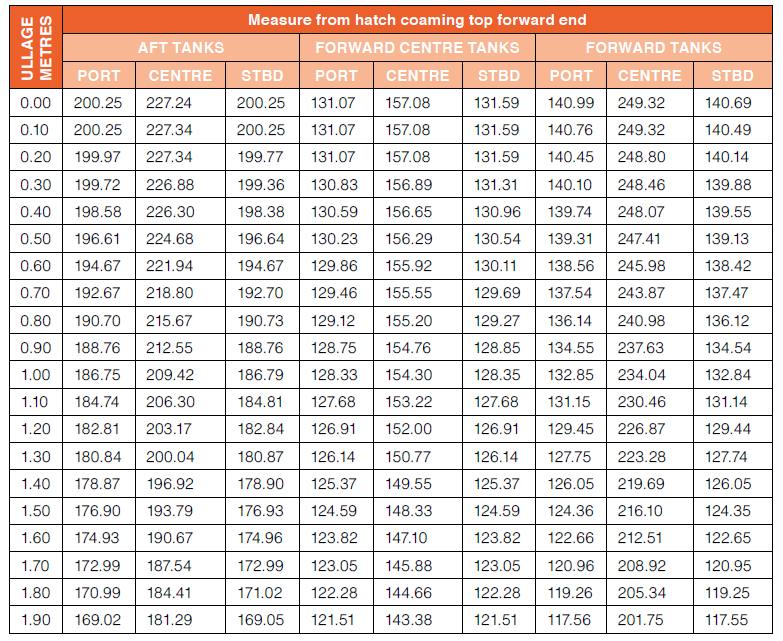 ULLAGE METRES
Measure from hatch coaming top forward end
AFT TANKS FORWARD CENTRE TANKS FORWARD TANKS
PORT CENTRE STBD PORT CENTRE STBD PORT CENTRE STBD
0.00 200.25 227.24 200.25 131.07 157.08 131.59 140.99 249.32 140.69
0.10 200.25 227.34 200.25 131.07 157.08 131.59 140.76 249.32 140.49
0.20 199.97 227.34 199.77 131.07 157.08 131.59 140.45 248.80 140.14
0.30 199.72 226.88 199.36 130.83 156.89 131.31 140.10 248.46 139.88
0.40 198.58 226.30 198.38 130.59 156.65 130.96 139.74 248.07 139.55
0.50 196.61 224.68 196.64 130.23 156.29 130.54 139.31 247.41 139.13
0.60 194.67 221.94 194.67 129.86 155.92 130.11 138.56 245.98 138.42
0.70 192.67 218.80 192.70 129.46 155.55 129.69 137.54 243.87 137.47
0.80 190.70 215.67 190.73 129.12 155.20 129.27 136.14 240.98 136.12
0.90 188.76 212.55 188.76 128.75 154.76 128.85 134.55 237.63 134.54
1.00 186.75 209.42 186.79 128.33 154.30 128.35 132.85 234.04 132.84
1.10 184.74 206.30 184.81 127.68 153.22 127.68 131.15 230.46 131.14
1.20 182.81 203.17 182.84 126.91 152.00 126.91 129.45 226.87 129.44
1.30 180.84 200.04 180.87 126.14 150.77 126.14 127.75 223.28 127.74
1.40 178.87 196.92 178.90 125.37 149.55 125.37 126.05 219.69 126.05
1.50 176.90 193.79 176.93 124.59 148.33 124.59 124.36 216.10 124.35
1.60 174.93 190.67 174.96 123.82 147.10 123.82 122.66 212.51 122.65
1.70 172.99 187.54 172.99 123.05 145.88 123.05 120.96 208.92 120.95
1.80 170.99 184.41 171.02 122.28 144.66 122.28 119.26 205.34 119.25
1.90 169.02 181.29 169.05 121.51 143.38 121.51 117.56 201.75 117.55